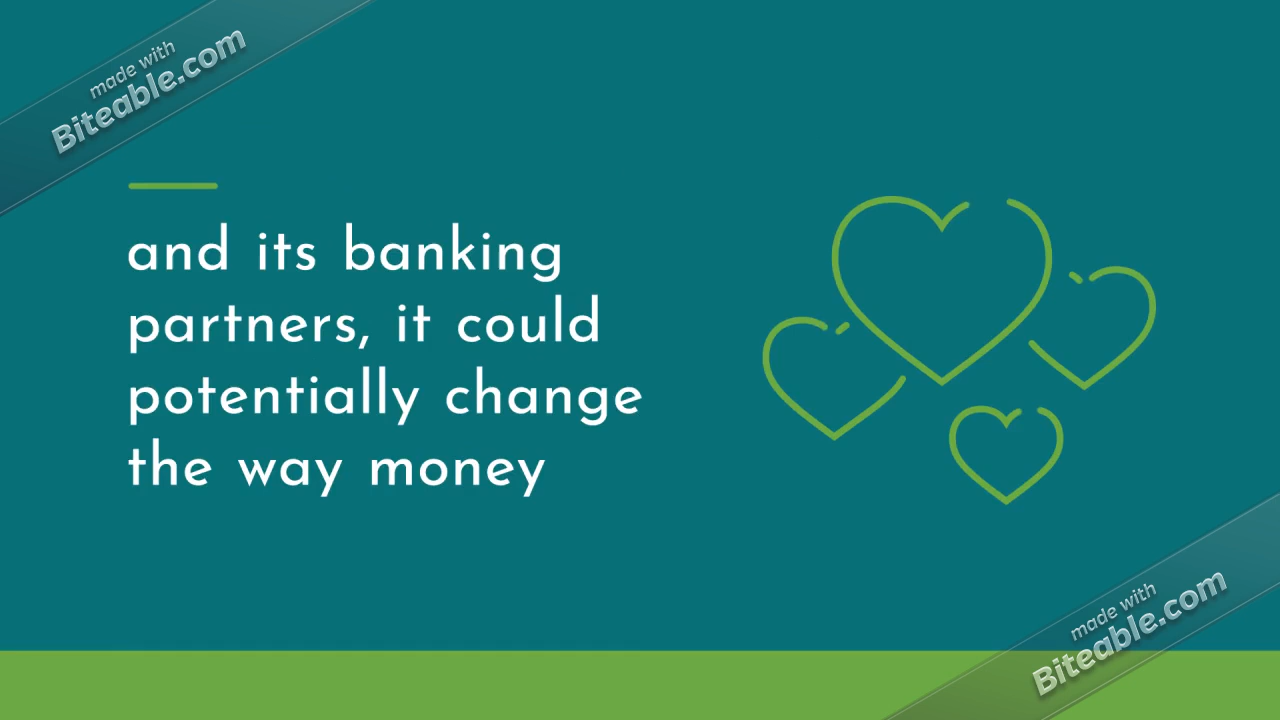 made with
Biteable.com
and its banking
partners, it could
potentially change
the way money
made with
Biteable.com